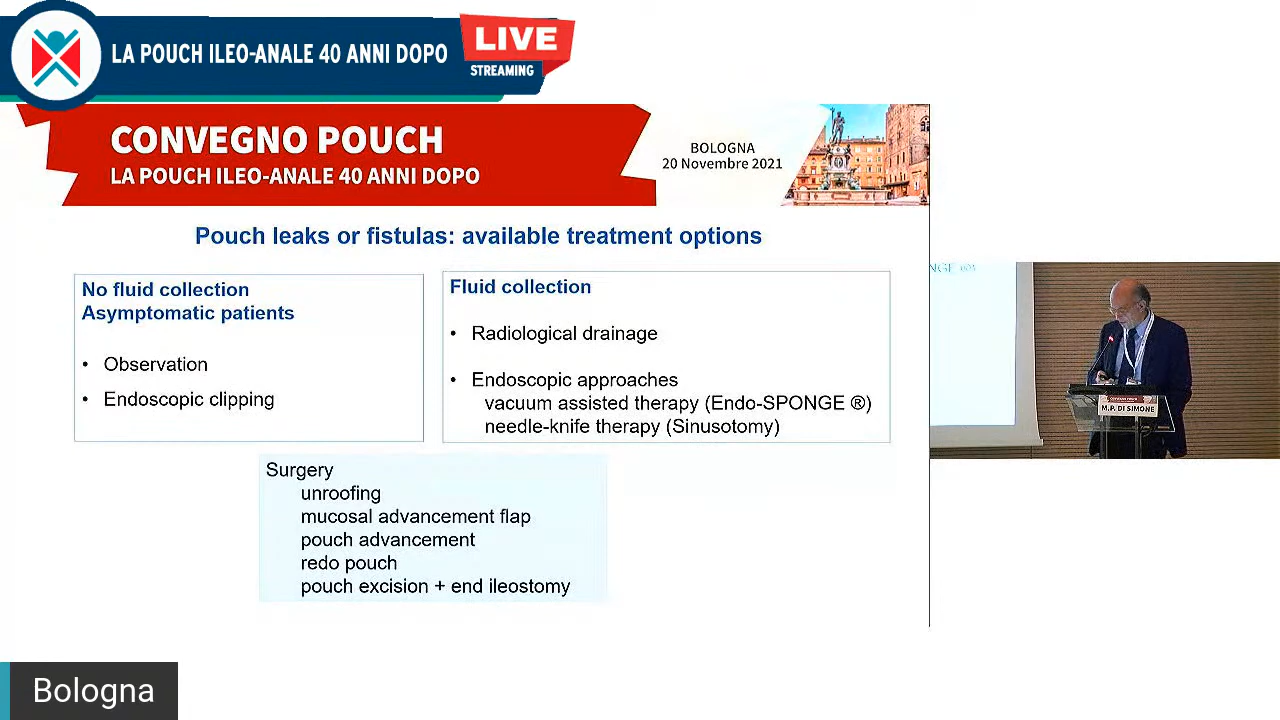 LA POUCH ILEO-ANALE 40 ANNI DOPO
LIVE
STREAMING
CONVEGNO POUCH
LA POUCH ILEO-ANALE 40 ANNI DOPO
BOLOGNA
20 Novembre 2021
Pouch leaks or fistulas: available treatment options
No fluid collection
Asymptomatic patients
• Observation
• Endoscopic clipping
Fluid collection
• Radiological drainage
• Endoscopic approaches
vacuum assisted therapy (Endo-SPONGE ®)
needle-knife therapy (Sinusotomy)
Surgery
unroofing
mucosal advancement flap
pouch advancement
redo pouch
pouch excision + end ileostomy
M.P. DI SIMONE
Bologna